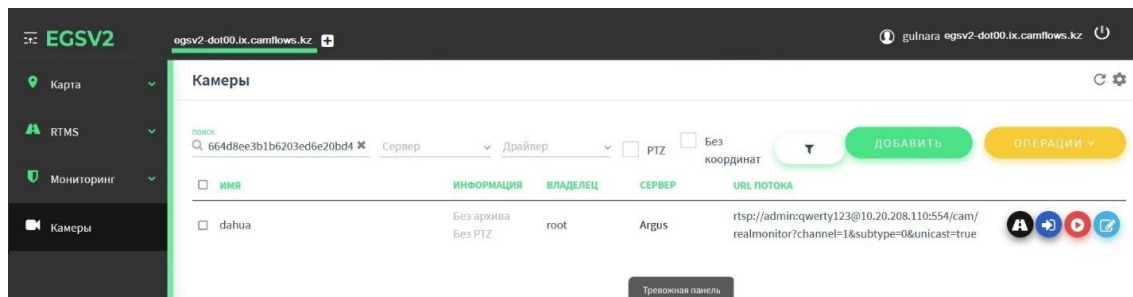 EGSV2
egsv2-dot00.ix.camflows.kz
gulnara egsv2-dot00.ix.camflows.kz
Карта
RTMS
Мониторинг
Камеры
Камеры
поиск
664d8ee3b1b6203ed6e20bd4
Сервер
Драйвер
PTZ
Без координат
ДОБАВИТЬ
ОПЕРАЦИИ
ИМЯ ИНФОРМАЦИЯ ВЛАДЕЛЕЦ СЕРВЕР URL ПОТОКА
dahua
Без архива
Без PTZ
root
Argus
rtsp://admin:qwerty123@10.20.208.110:554/cam/
realmonitor?channel=1&subtype=0&unicast=true
Тревожная панель